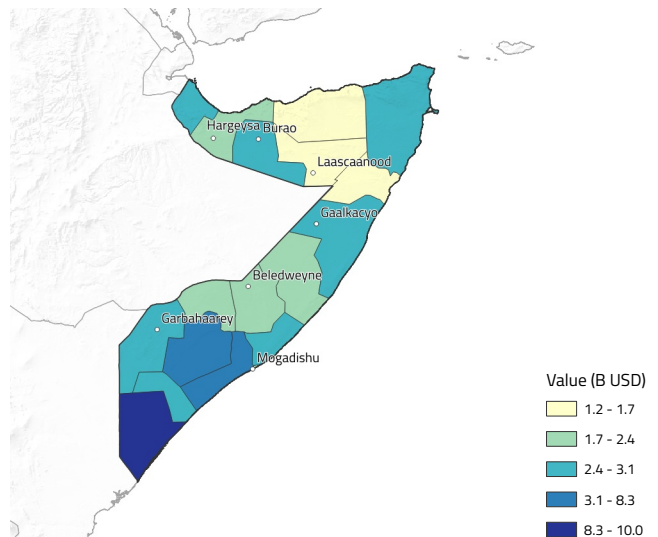 Hargeysa
Burao
Laascaanood
Gaalkacyo
Beledweyne
Garbahaarey
Mogadishu
Value (B USD)
1.2 - 1.7
1.7 - 2.4
2.4 - 3.1
3.1 - 8.3
8.3 - 10.0